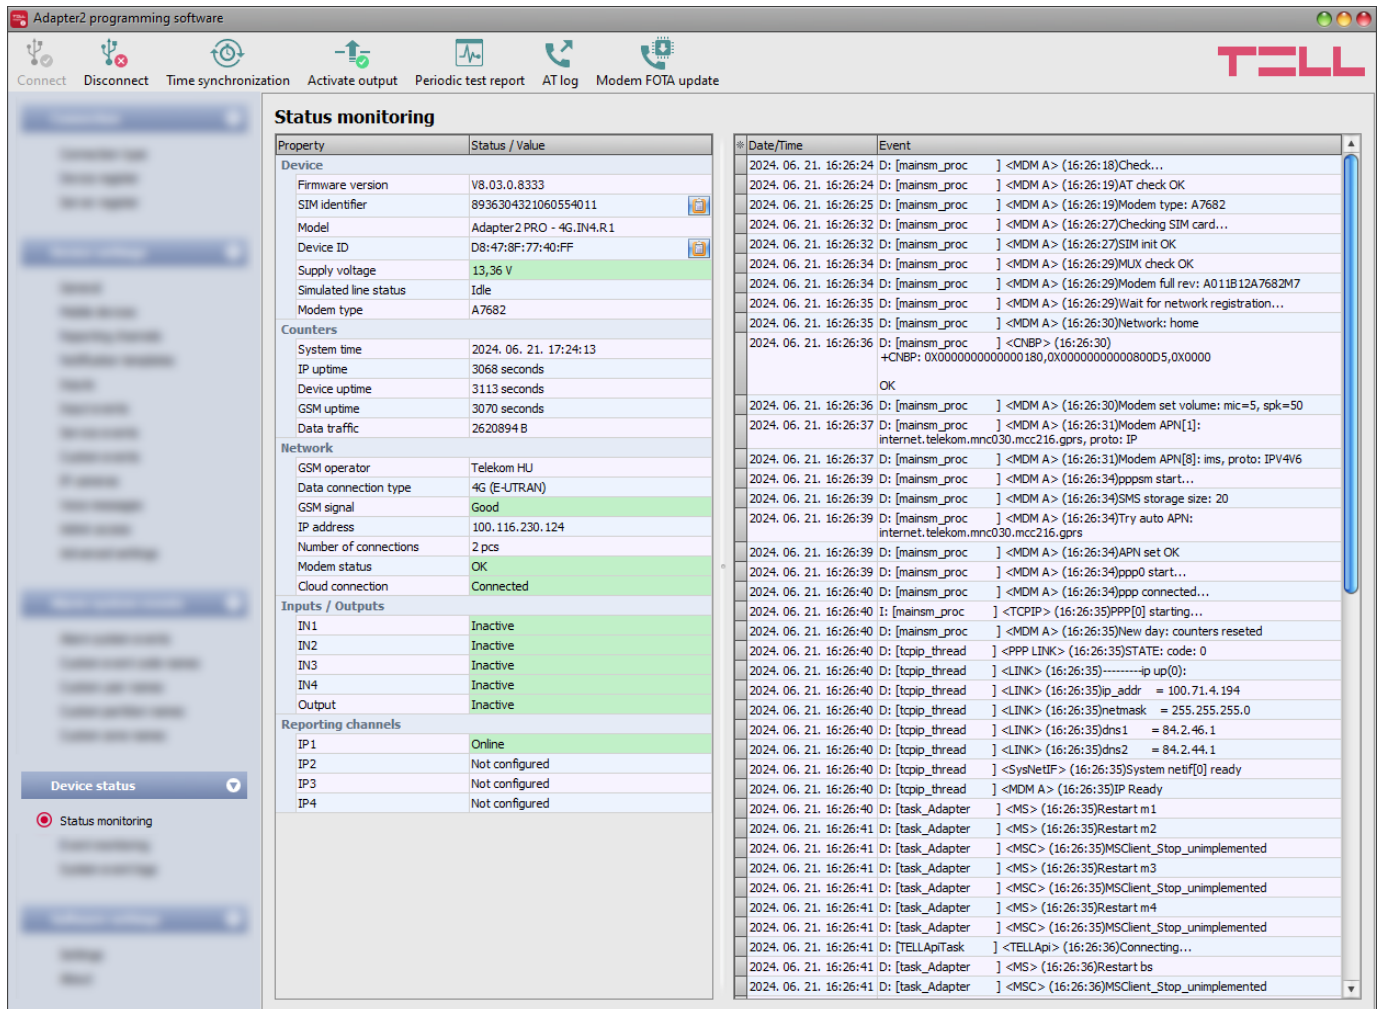 Adapter2 programming software
Connect Disconnect Time synchronization Activate output Periodic test report AT log Modem FOTA update
TELL
Device status
Status monitoring
Status monitoring
Property Status / Value
Device
Firmware version V8.03.0.8333
SIM identifier 8936304321060554011
Model Adapter2 PRO - 4G.IN4.R1
Device ID D8:47:8F:77:40:FF
Supply voltage 13,36 V
Simulated line status Idle
Modem type A7682
Counters
System time 2024. 06. 21. 17:24:13
IP uptime 3068 seconds
Device uptime 3113 seconds
GSM uptime 3070 seconds
Data traffic 2620894 B
Network
GSM operator Telekom HU
Data connection type 4G (E-UTRAN)
GSM signal Good
IP address 100.116.230.124
Number of connections 2 pcs
Modem status OK
Cloud connection Connected
Inputs / Outputs
IN1 Inactive
IN2 Inactive
IN3 Inactive
IN4 Inactive
Output Inactive
Reporting channels
IP1 Online
IP2 Not configured
IP3 Not configured
IP4 Not configured
Date/Time Event
2024. 06. 21. 16:26:24 D: [mainsm_proc ] <MDM A> (16:26:18)Check...
2024. 06. 21. 16:26:24 D: [mainsm_proc ] <MDM A> (16:26:19)AT check OK
2024. 06. 21. 16:26:25 D: [mainsm_proc ] <MDM A> (16:26:19)Modem type: A7682
2024. 06. 21. 16:26:32 D: [mainsm_proc ] <MDM A> (16:26:27)Checking SIM card...
2024. 06. 21. 16:26:32 D: [mainsm_proc ] <MDM A> (16:26:27)SIM init OK
2024. 06. 21. 16:26:34 D: [mainsm_proc ] <MDM A> (16:26:29)MUX check OK
2024. 06. 21. 16:26:34 D: [mainsm_proc ] <MDM A> (16:26:29)Modem full rev: A011B12A7682M7
2024. 06. 21. 16:26:35 D: [mainsm_proc ] <MDM A> (16:26:29)Wait for network registration...
2024. 06. 21. 16:26:35 D: [mainsm_proc ] <MDM A> (16:26:30)Network: home
2024. 06. 21. 16:26:36 D: [mainsm_proc ] <CNBP> (16:26:30)
+CNBP: 0X0000000000000180,0X00000000000800D5,0X0000
OK
2024. 06. 21. 16:26:36 D: [mainsm_proc ] <MDM A> (16:26:30)Modem set volume: mic=5, spk=50
2024. 06. 21. 16:26:37 D: [mainsm_proc ] <MDM A> (16:26:31)Modem APN[1]:
internet.telekom.mnc030.mcc216.gprs, proto: IP
2024. 06. 21. 16:26:37 D: [mainsm_proc ] <MDM A> (16:26:31)Modem APN[8]: ims, proto: IPV4V6
2024. 06. 21. 16:26:39 D: [mainsm_proc ] <MDM A> (16:26:34)pppsm start...
2024. 06. 21. 16:26:39 D: [mainsm_proc ] <MDM A> (16:26:34)SMS storage size: 20
2024. 06. 21. 16:26:39 D: [mainsm_proc ] <MDM A> (16:26:34)Try auto APN:
internet.telekom.mnc030.mcc216.gprs
2024. 06. 21. 16:26:39 D: [mainsm_proc ] <MDM A> (16:26:34)APN set OK
2024. 06. 21. 16:26:39 D: [mainsm_proc ] <MDM A> (16:26:34)ppp0 start...
2024. 06. 21. 16:26:39 D: [mainsm_proc ] <MDM A> (16:26:34)ppp connected...
2024. 06. 21. 16:26:40 I: [mainsm_proc ] <TCPIP> (16:26:35)PPP[0] starting...
2024. 06. 21. 16:26:40 D: [mainsm_proc ] <MDM A> (16:26:35)New day: counters reseted
2024. 06. 21. 16:26:40 D: [tcpip_thread ] <PPP LINK> (16:26:35)STATE: code: 0
2024. 06. 21. 16:26:40 D: [tcpip_thread ] <LINK> (16:26:35)---------ip up(0):
2024. 06. 21. 16:26:40 D: [tcpip_thread ] <LINK> (16:26:35)ip_addr = 100.71.4.194
2024. 06. 21. 16:26:40 D: [tcpip_thread ] <LINK> (16:26:35)netmask = 255.255.255.0
2024. 06. 21. 16:26:40 D: [tcpip_thread ] <LINK> (16:26:35)dns1 = 84.2.46.1
2024. 06. 21. 16:26:40 D: [tcpip_thread ] <LINK> (16:26:35)dns2 = 84.2.44.1
2024. 06. 21. 16:26:40 D: [tcpip_thread ] <SysNetIF> (16:26:35)System netif[0] ready
2024. 06. 21. 16:26:40 D: [tcpip_thread ] <MDM A> (16:26:35)IP Ready
2024. 06. 21. 16:26:40 D: [task_Adapter ] <MS> (16:26:35)Restart m1
2024. 06. 21. 16:26:41 D: [task_Adapter ] <MS> (16:26:35)Restart m2
2024. 06. 21. 16:26:41 D: [task_Adapter ] <MSC> (16:26:35)MSClient_Stop_unimplemented
2024. 06. 21. 16:26:41 D: [task_Adapter ] <MS> (16:26:35)Restart m3
2024. 06. 21. 16:26:41 D: [task_Adapter ] <MSC> (16:26:35)MSClient_Stop_unimplemented
2024. 06. 21. 16:26:41 D: [task_Adapter ] <MS> (16:26:35)Restart m4
2024. 06. 21. 16:26:41 D: [task_Adapter ] <MSC> (16:26:35)MSClient_Stop_unimplemented
2024. 06. 21. 16:26:41 D: [TELLApiTask ] <TELLApi> (16:26:36)Connecting...
2024. 06. 21. 16:26:41 D: [task_Adapter ] <MS> (16:26:36)Restart bs
2024. 06. 21. 16:26:41 D: [task_Adapter ] <MSC> (16:26:36)MSClient_Stop_unimplemented